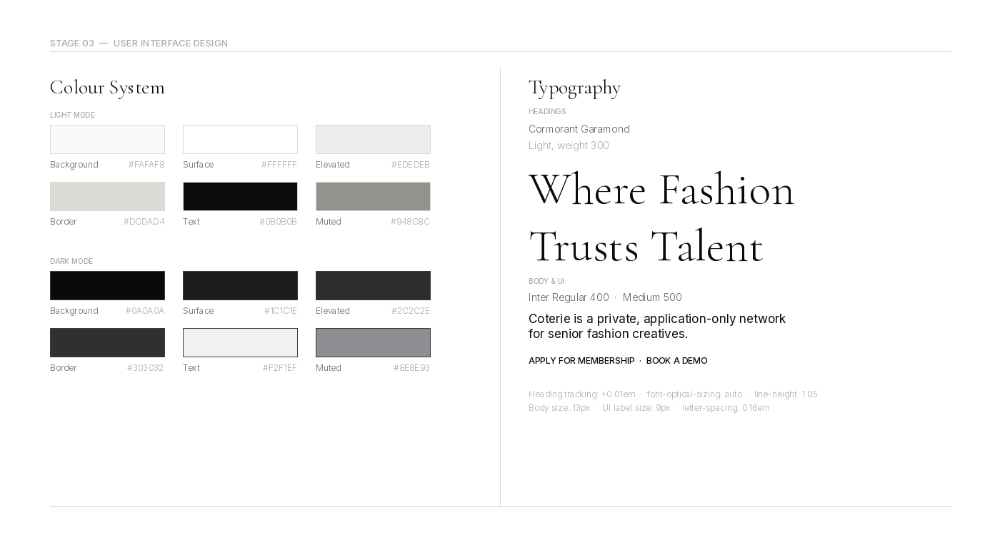 STAGE 03 — USER INTERFACE DESIGN
Colour System
LIGHT MODE
Background #FAFAF8
Surface #FFFFFF
Elevated #EDEDEB
Border #DCDAD4
Text #0B0B0B
Muted #948C8C
DARK MODE
Background #0A0A0A
Surface #1C1C1E
Elevated #2C2C2E
Border #303032
Text #F2F1EF
Muted #8E8E93
Typography
HEADINGS
Cormorant Garamond
Light, weight 300
Where Fashion
Trusts Talent
BODY & UI
Inter Regular 400 · Medium 500
Coterie is a private, application-only network
for senior fashion creatives.
APPLY FOR MEMBERSHIP · BOOK A DEMO
Heading tracking: +0.01em · font-optical-sizing: auto · line-height: 1.05
Body size: 13px · UI label size: 9px · letter-spacing: 0.16em